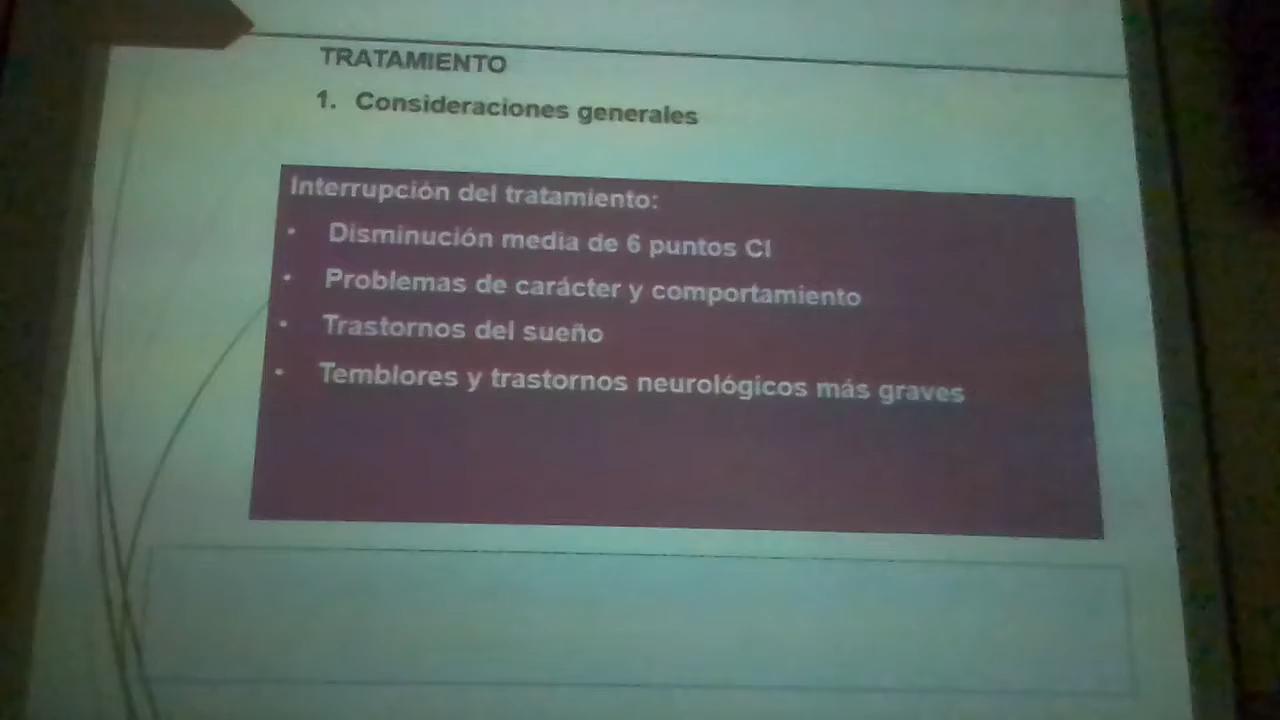 TRATAMIENTO
1. Consideraciones generales
Interrupción del tratamiento:
• Disminución media de 6 puntos CI
• Problemas de carácter y comportamiento
• Trastornos del sueño
• Temblores y trastornos neurológicos más graves